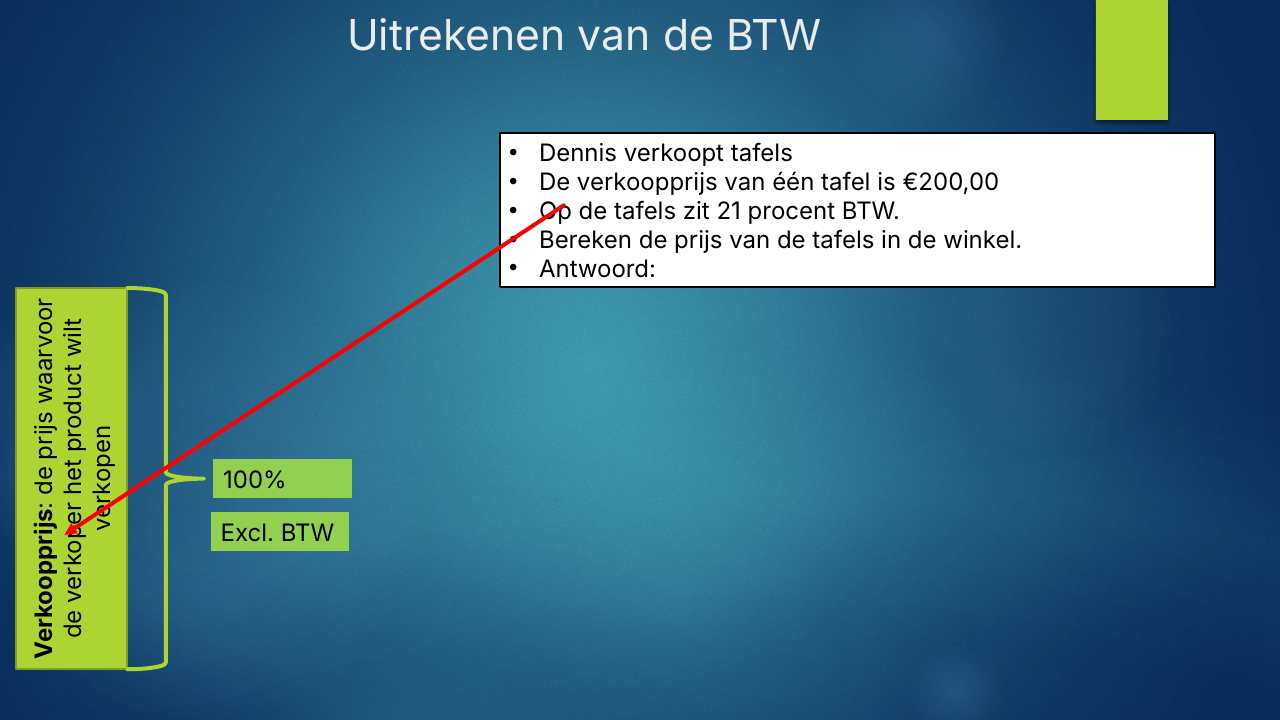 Uitrekenen van de BTW
• Dennis verkoopt tafels
• De verkoopprijs van één tafel is €200,00
• Op de tafels zit 21 procent BTW.
• Bereken de prijs van de tafels in de winkel.
• Antwoord:
Verkoopprijs: de prijs waarvoor
de verkoper het product wilt
verkopen
100%
Excl. BTW